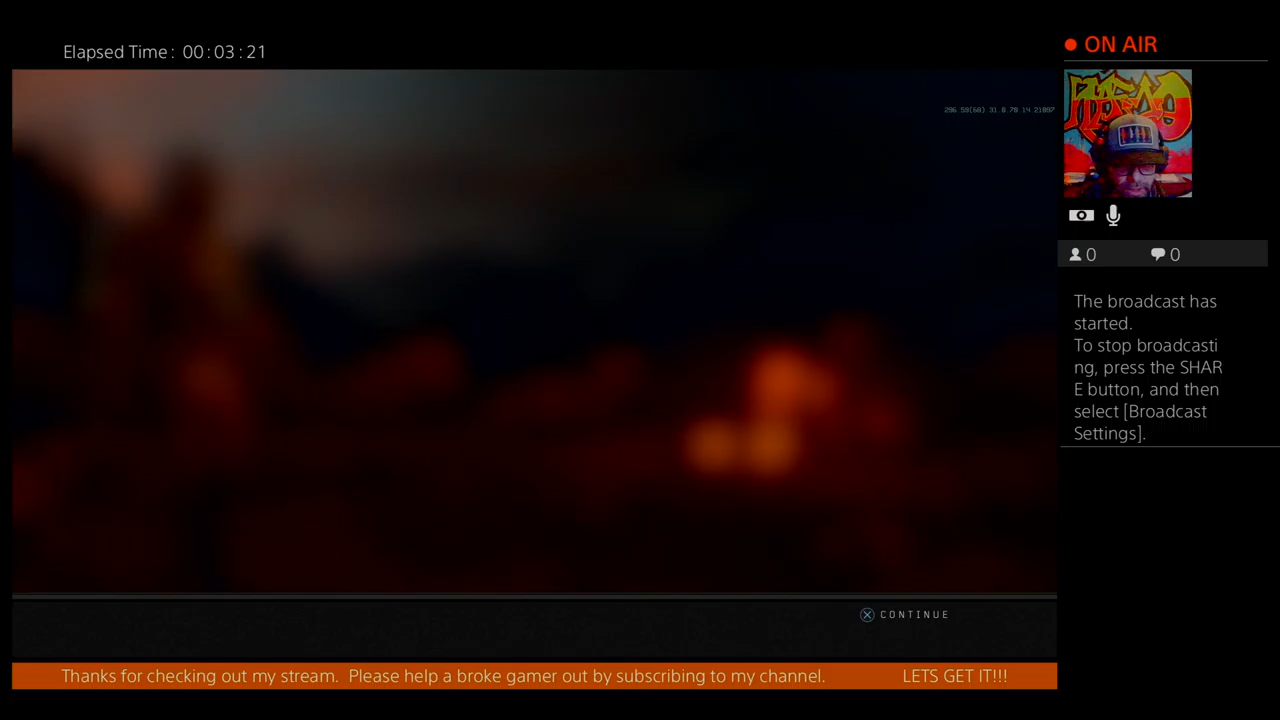 Elapsed Time: 00:03:21
ON AIR
0 0
The broadcast has
started.
To stop broadcasti
ng, press the SHAR
E button, and then
select [Broadcast
Settings].
CONTINUE
Thanks for checking out my stream. Please help a broke gamer out by subscribing to my channel. LETS GET IT!!!